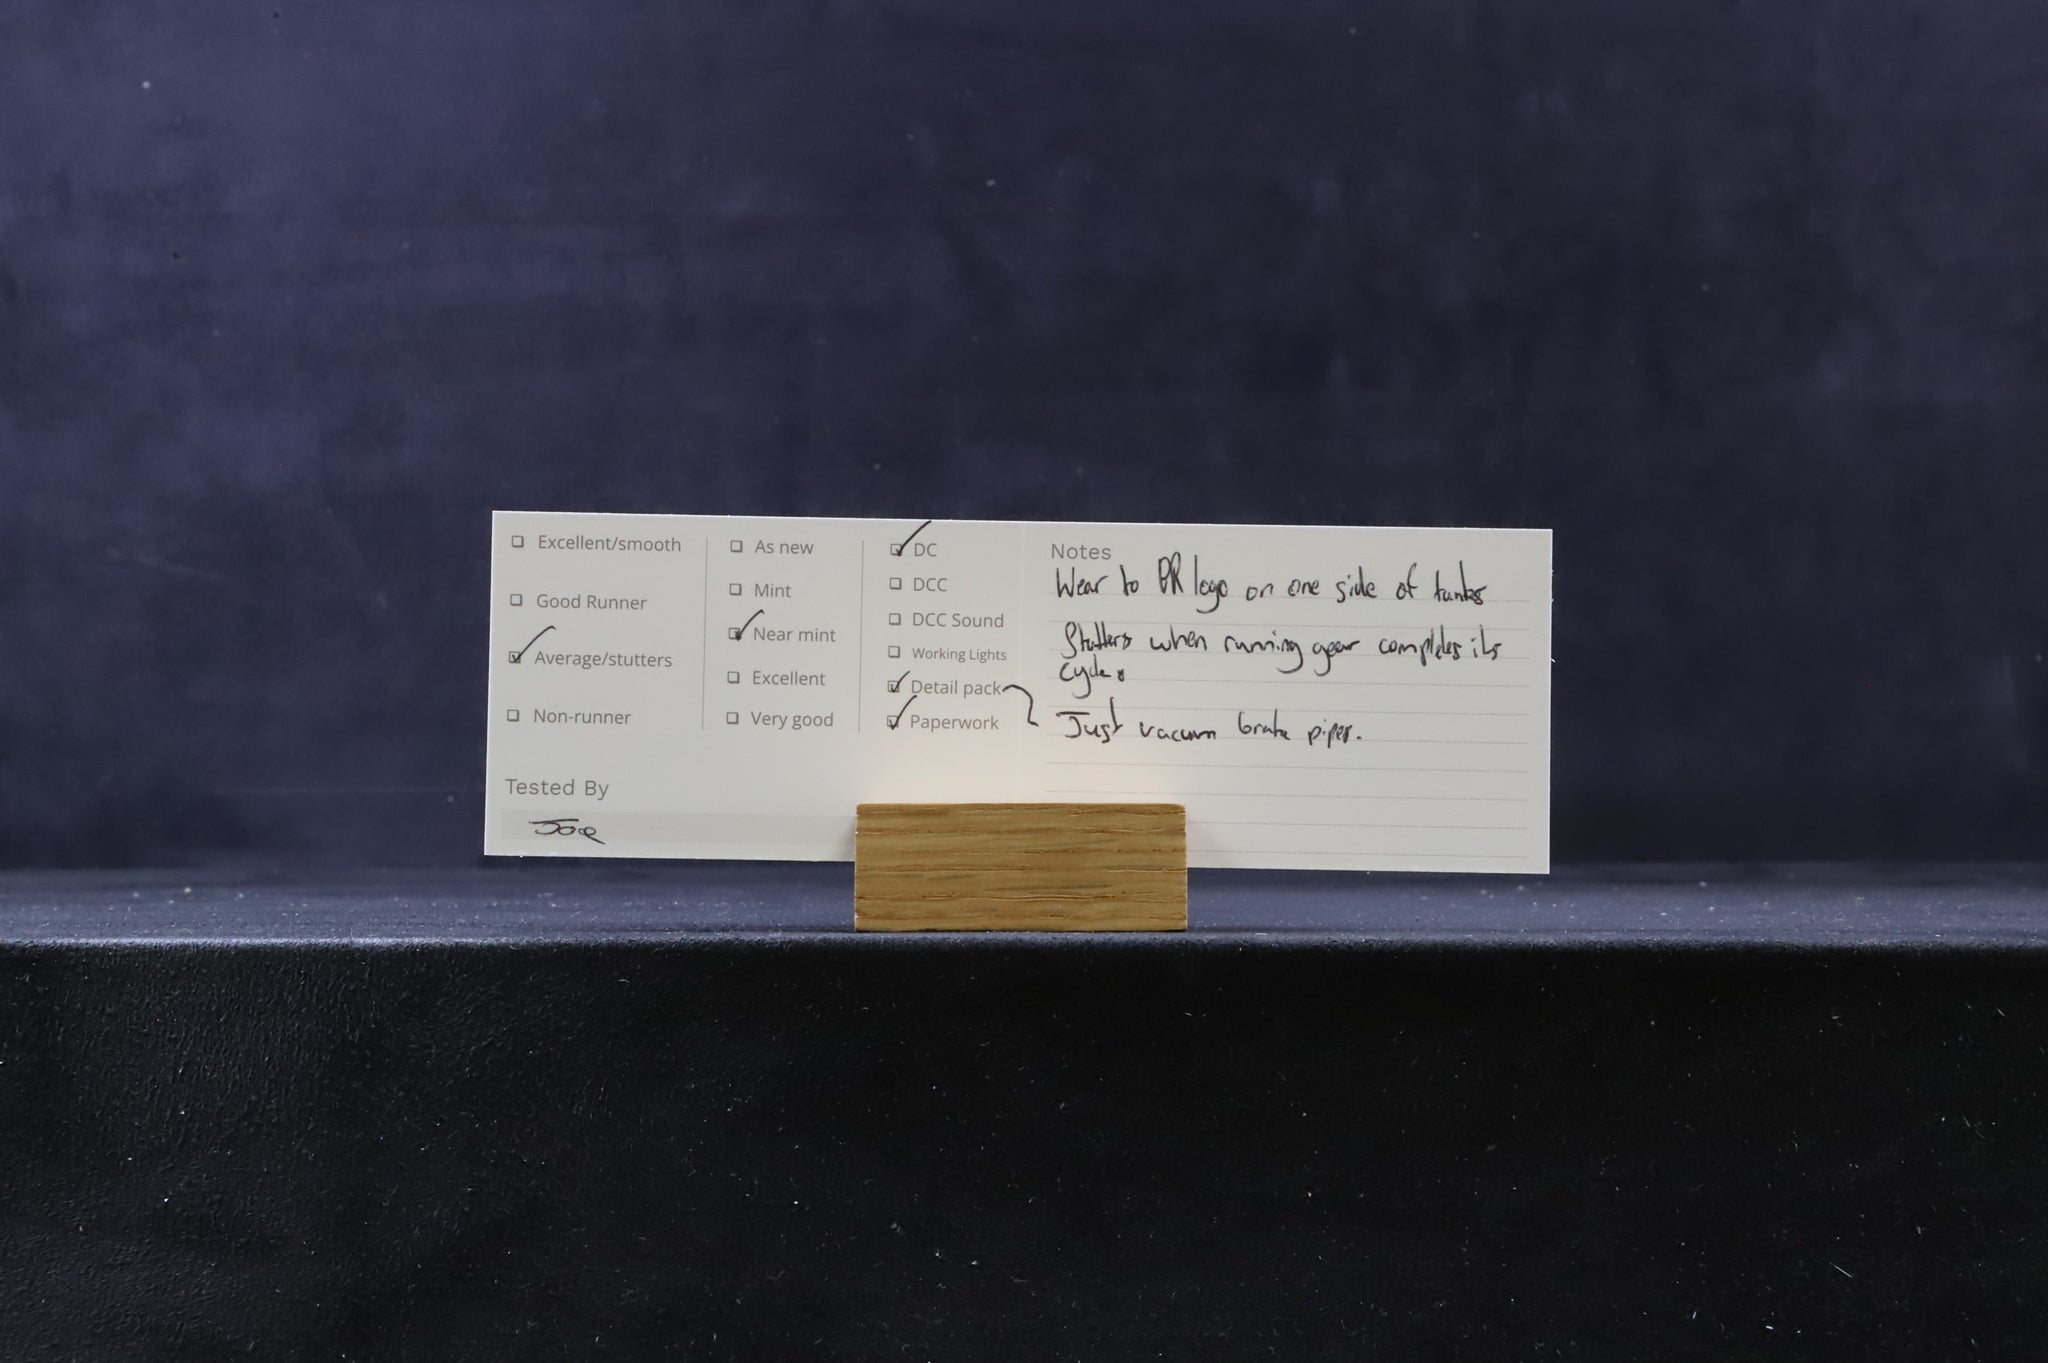 Excellent/smooth
Good Runner
Average/stutters
Non-runner
As new
Mint
Near mint
Excellent
Very good
DC
DCC
DCC Sound
Working Lights
Detail pack
Paperwork
Tested By
Joe
Notes
Wear to BR logo on one side of tanks
Stutters when running gear completes its
cycle.
Just vacuum brake pipes.